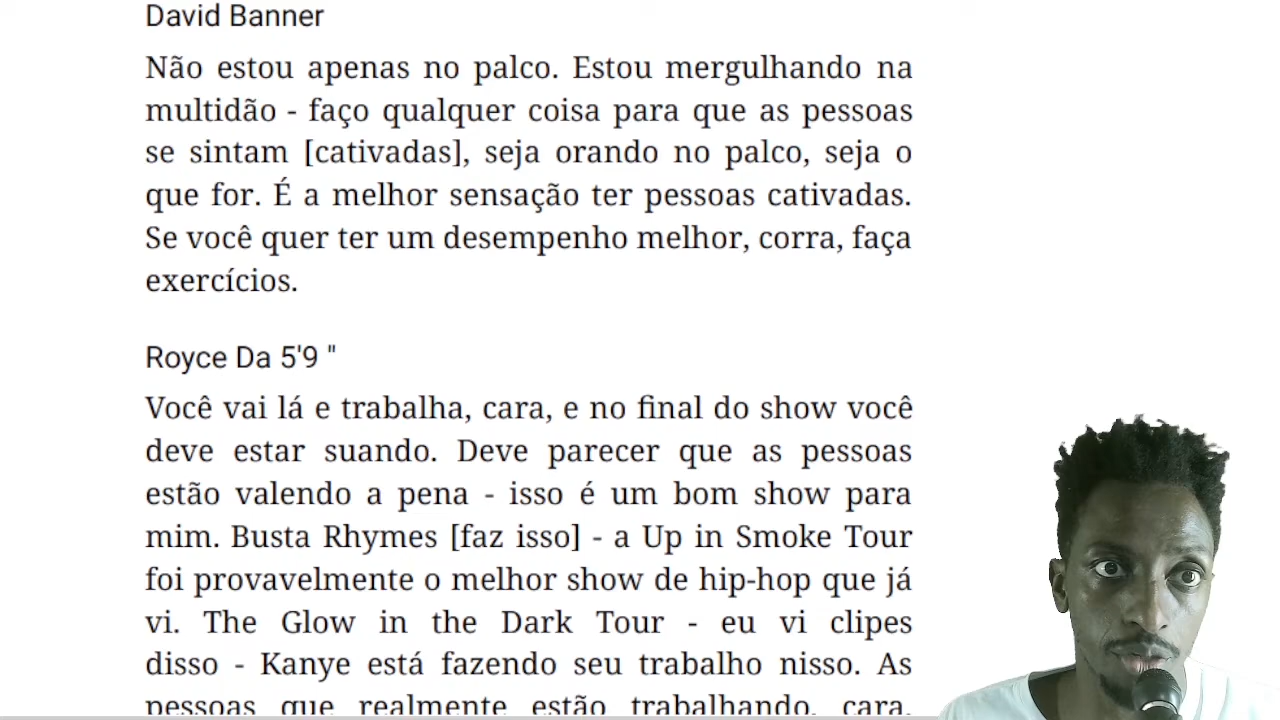 David Banner
Não estou apenas no palco. Estou mergulhando na
multidão - faço qualquer coisa para que as pessoas
se sintam [cativadas], seja orando no palco, seja o
que for. É a melhor sensação ter pessoas cativadas.
Se você quer ter um desempenho melhor, corra, faça
exercícios.
Royce Da 5'9 "
Você vai lá e trabalha, cara, e no final do show você
deve estar suando. Deve parecer que as pessoas
estão valendo a pena - isso é um bom show para
mim. Busta Rhymes [faz isso] - a Up in Smoke Tour
foi provavelmente o melhor show de hip-hop que já
vi. The Glow in the Dark Tour - eu vi clipes
disso - Kanye está fazendo seu trabalho nisso. As
pessoas que realmente estão trabalhando, cara,